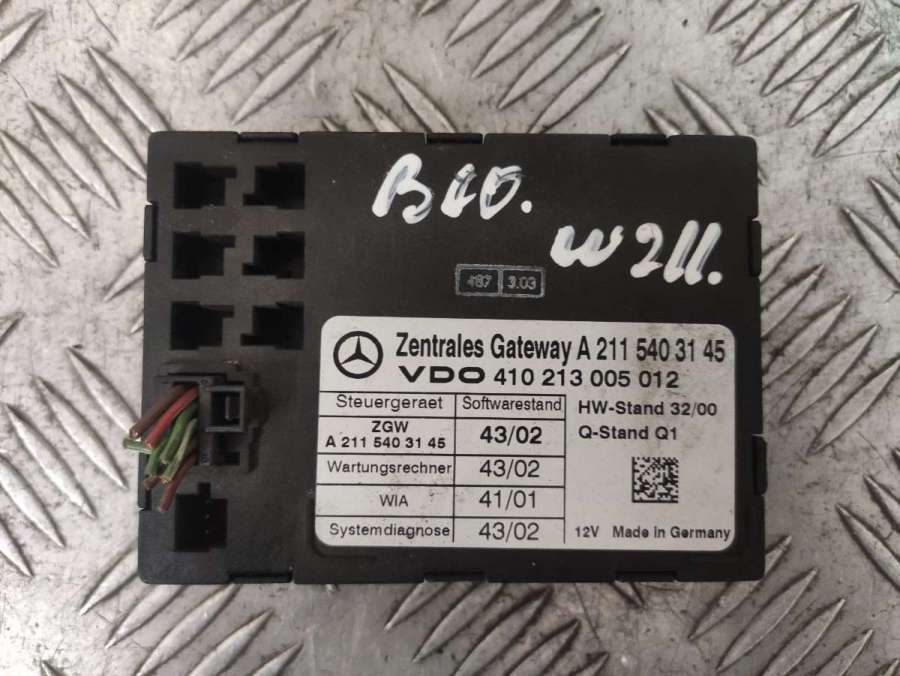 B60.
W211.
487 3.03
Zentrales Gateway A 211 540 31 45
VDO 410 213 005 012
Steuergeraet Softwarestand
HW-Stand 32/00
ZGW
A 211 540 31 45 43/02
Q-Stand Q1
Wartungsrechner 43/02
WIA 41/01
Systemdiagnose 43/02
12V Made in Germany